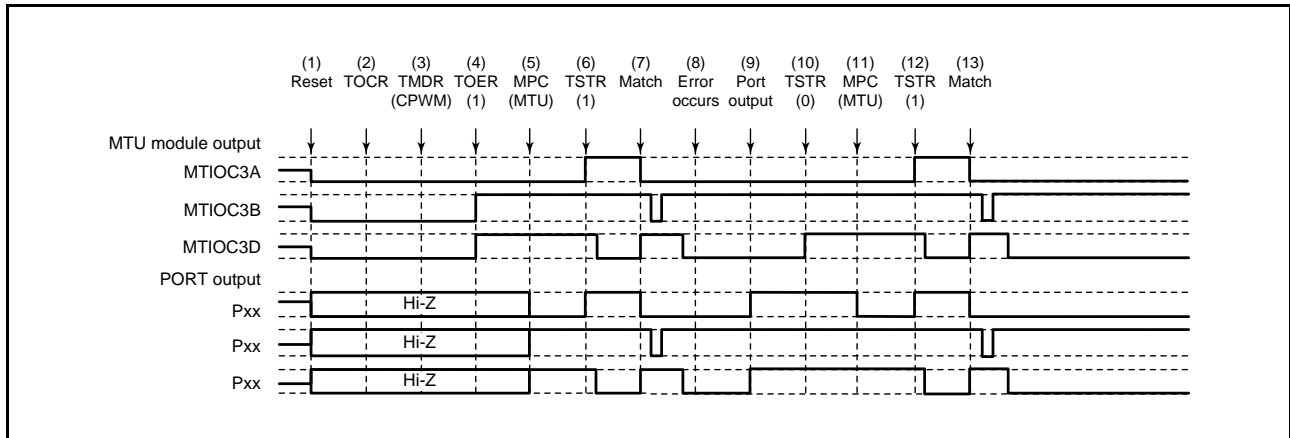 (1) (2) (3) (4) (5) (6) (7) (8) (9) (10) (11) (12) (13)
Reset TOCR TMDR TOER MPC TSTR Match Error Port TSTR MPC TSTR Match
(CPWM) (1) (MTU) (1) occurs output (0) (MTU) (1)
MTU module output
MTIOC3A
MTIOC3B
MTIOC3D
PORT output
Pxx Hi-Z
Pxx Hi-Z
Pxx Hi-Z